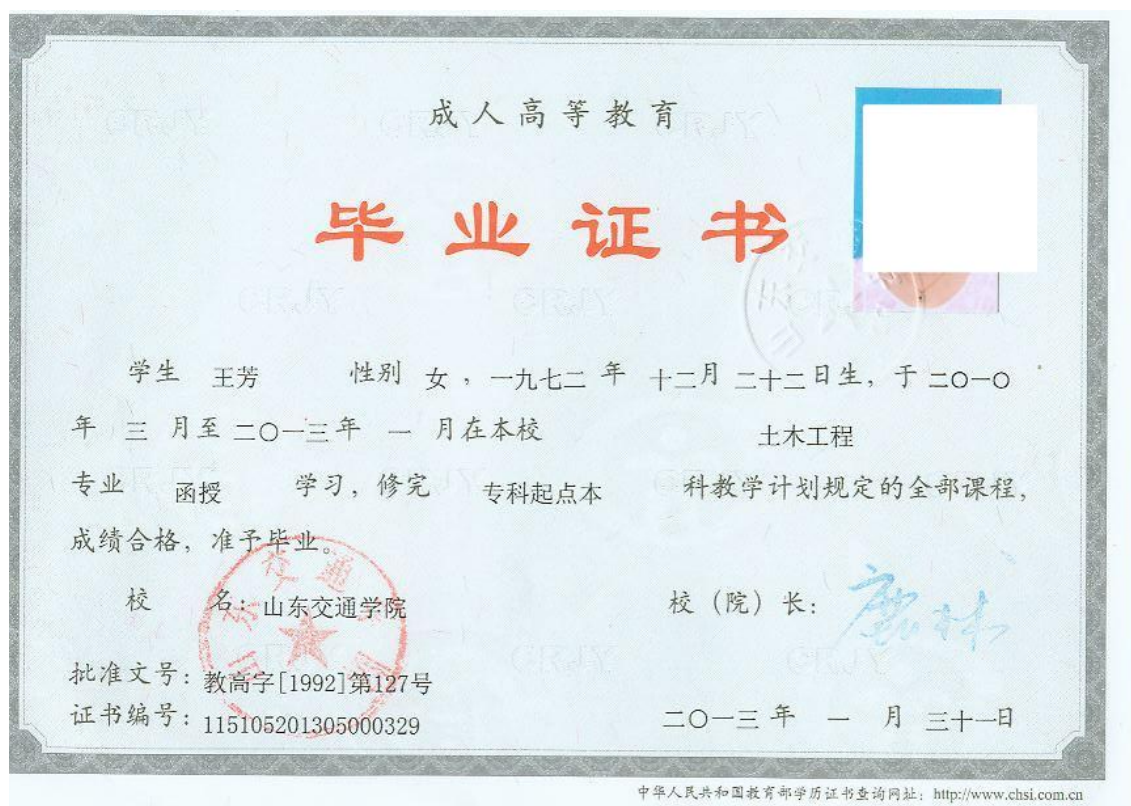 成人高等教育
毕业证书
学生 王芳 性别 女，一九七二 年 十二月 二十二日生，于 二〇一〇
年 三 月至 二〇一三年 一 月在本校 土木工程
专业 函授 学习，修完 专科起点本 科教学计划规定的全部课程，
成绩合格，准予毕业。
校 名：山东交通学院
校（院）长：
批准文号：教高字[1992]第127号
证书编号：115105201305000329
二〇一三 年 一 月 三十一日
中华人民共和国教育部学历证书查询网址：http://www.chsi.com.cn